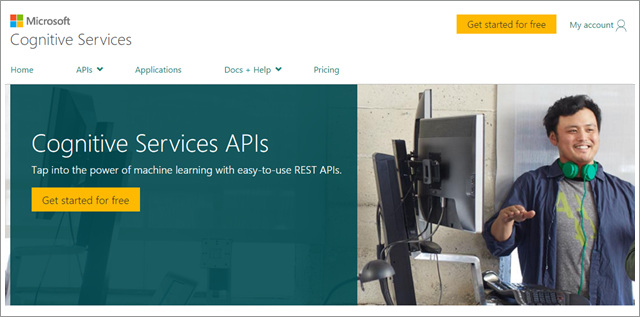 Microsoft
Cognitive Services
Get started for free
My account
Home
APIs
Applications
Docs + Help
Pricing
Cognitive Services APIs
Tap into the power of machine learning with easy-to-use REST APIs.
Get started for free